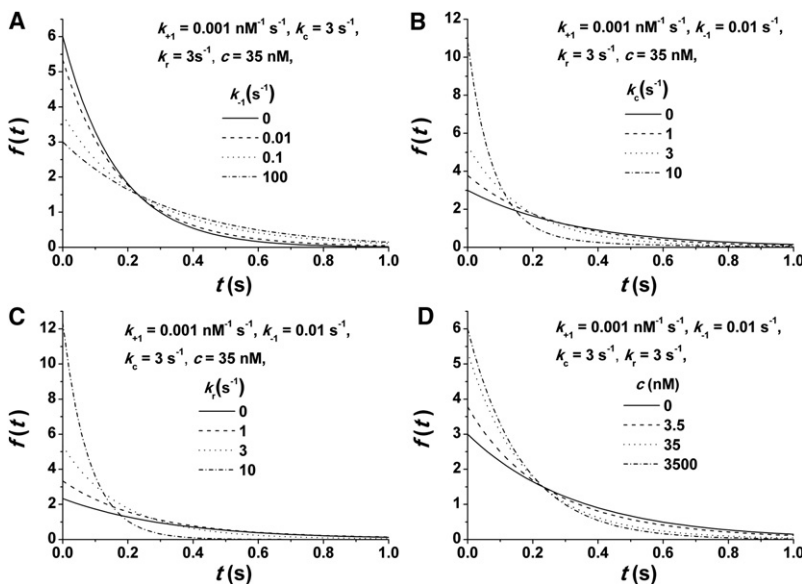 A
k+1 = 0.001 nM-1 s-1, kc = 3 s-1,
kr = 3s-1, c = 35 nM,
k-1(s-1)
0
0.01
0.1
100
f(t)
6
5
4
3
2
1
0
0.0 0.2 0.4 0.6 0.8 1.0
t (s)
B
k+1 = 0.001 nM-1 s-1, k-1 = 0.01 s-1,
kr = 3 s-1, c = 35 nM,
kc(s-1)
0
1
3
10
f(t)
12
10
8
6
4
2
0
0.0 0.2 0.4 0.6 0.8 1.0
t (s)
C
k+1 = 0.001 nM-1 s-1, k-1 = 0.01 s-1,
kc = 3 s-1, c = 35 nM,
kr(s-1)
0
1
3
10
f(t)
12
10
8
6
4
2
0
0.0 0.2 0.4 0.6 0.8 1.0
t (s)
D
k+1 = 0.001 nM-1 s-1, k-1 = 0.01 s-1,
kc = 3 s-1, kr = 3 s-1,
c (nM)
0
3.5
35
3500
f(t)
6
5
4
3
2
1
0
0.0 0.2 0.4 0.6 0.8 1.0
t (s)